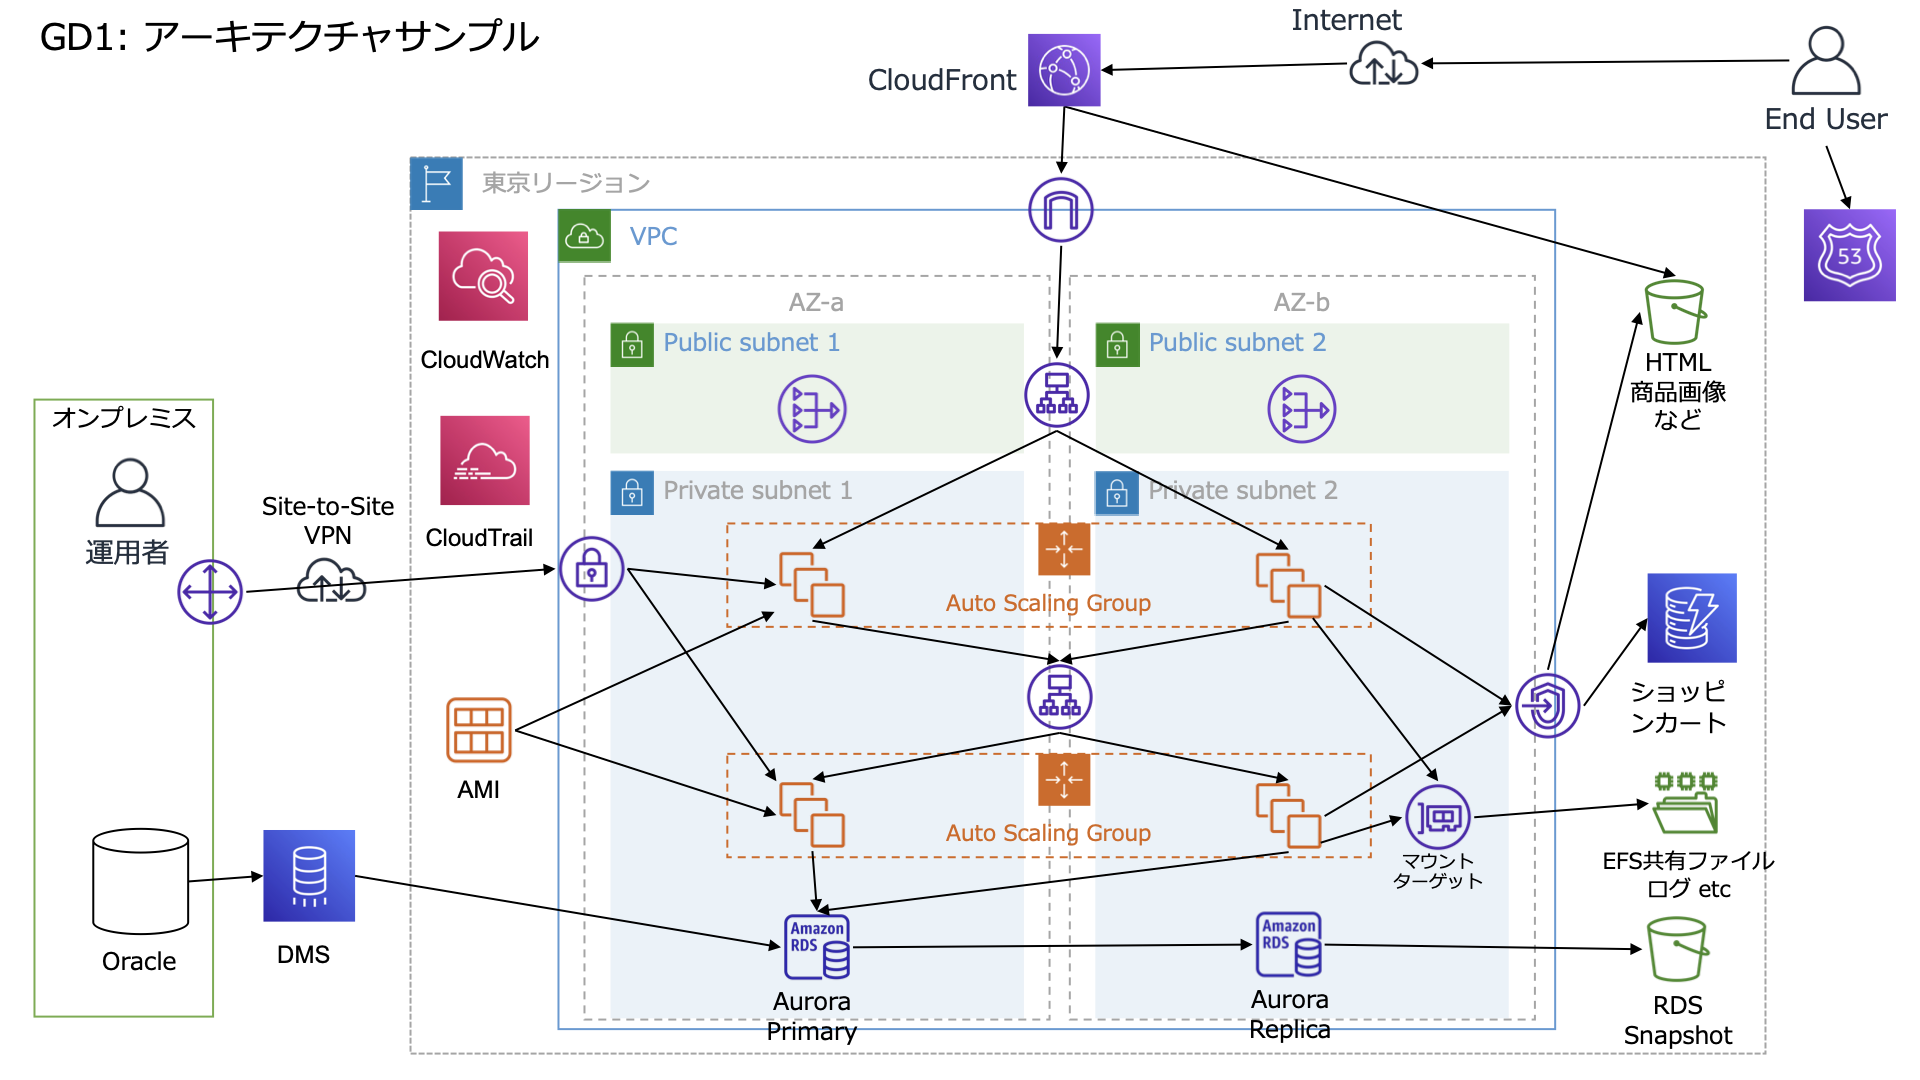 GD1: アーキテクチャサンプル
Internet
CloudFront
End User
東京リージョン
VPC
53
AZ-a
AZ-b
Public subnet 1
Public subnet 2
CloudWatch
HTML
商品画像
など
オンプレミス
運用者
Site-to-Site
VPN
CloudTrail
Private subnet 1
Private subnet 2
Auto Scaling Group
ショッピ
ンカート
AMI
Auto Scaling Group
マウント
ターゲット
EFS共有ファイル
ログ etc
Oracle
DMS
Amazon
RDS
Aurora
Primary
Amazon
RDS
Aurora
Replica
RDS
Snapshot